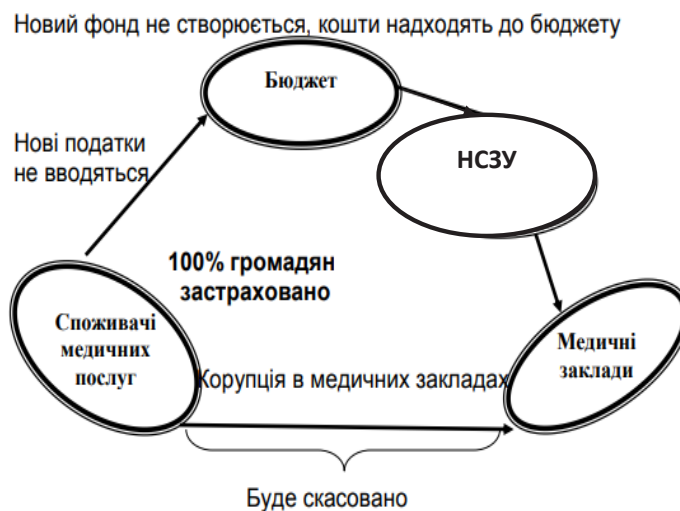 Новий фонд не створюється, кошти надходять до бюджету
Бюджет
НСЗУ
Нові податки
не вводяться
100% громадян
застраховано
Споживачі
медичних
послуг
Медичні
заклади
Корупція в медичних закладах
Буде скасовано